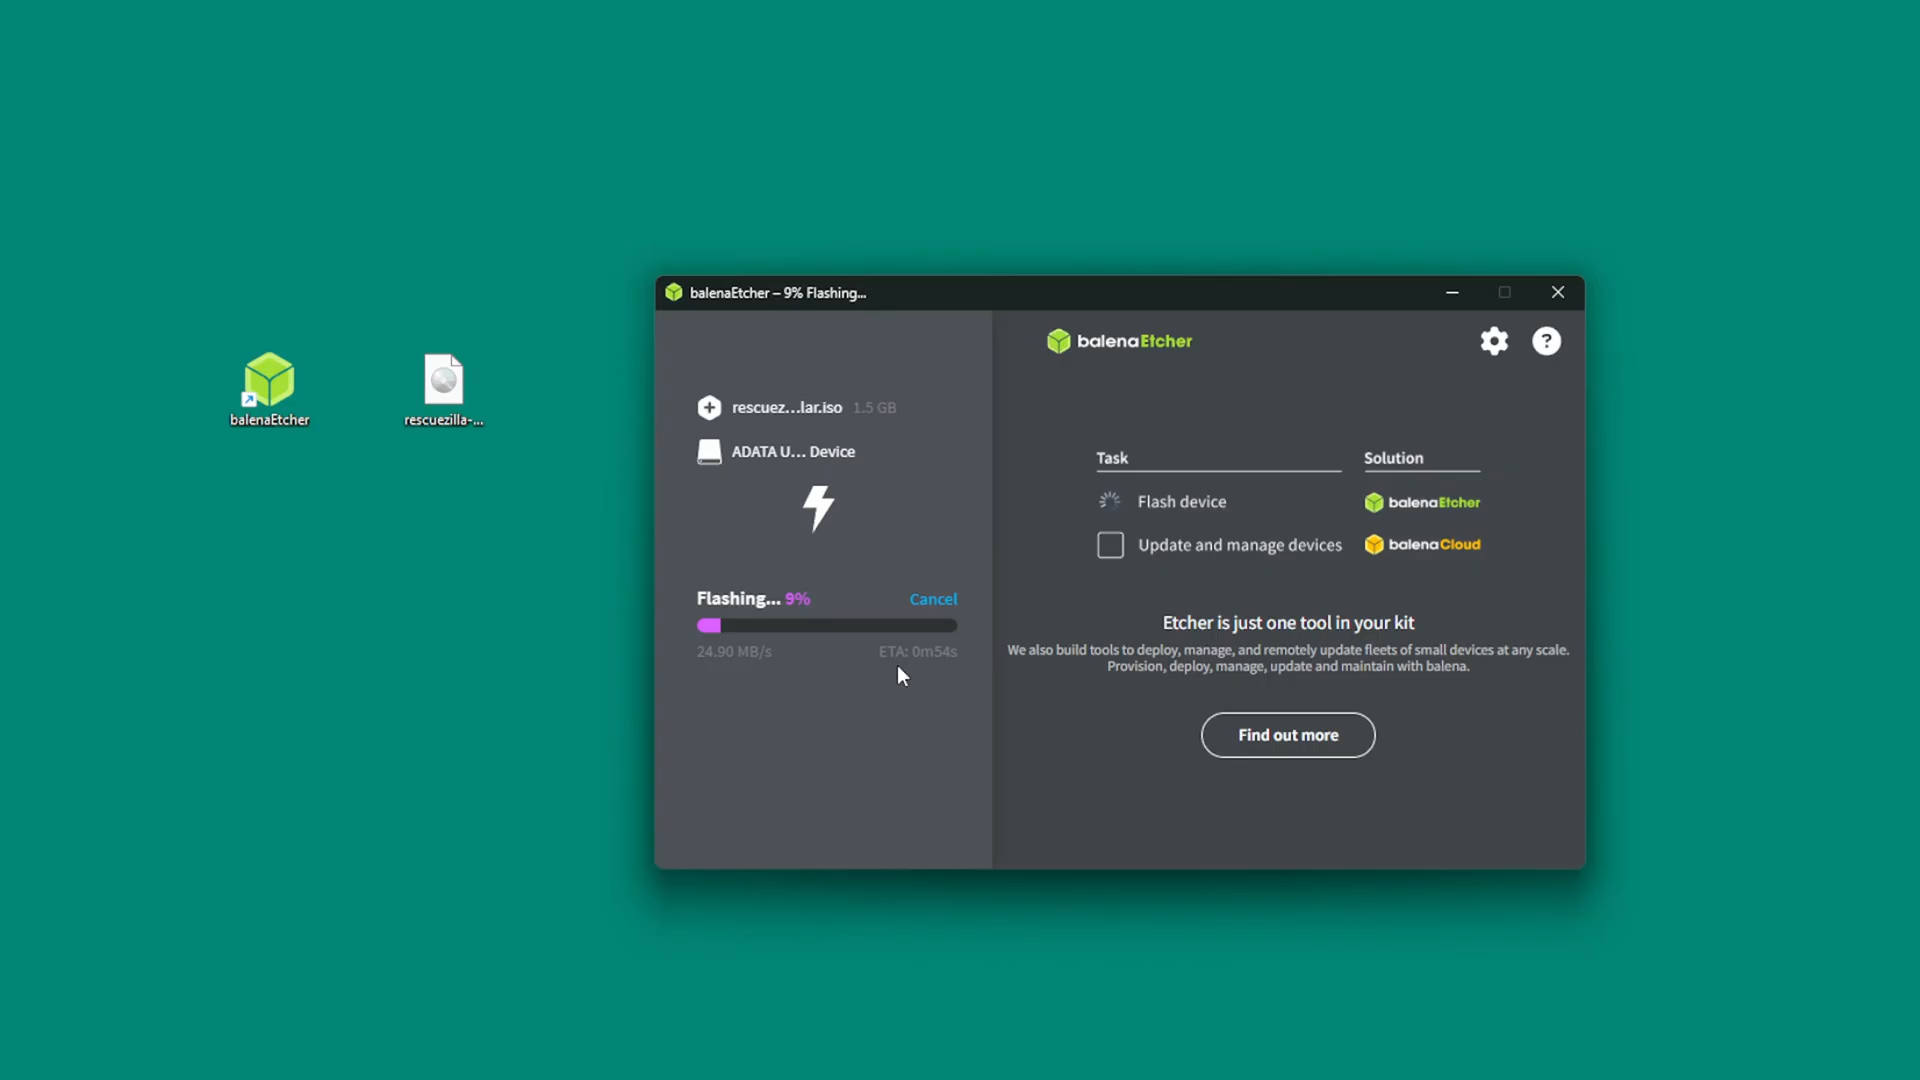 balenaEtcher – 9% Flashing...
balenaEtcher
?
balenaEtcher
rescuezilla-...
rescuez...lar.iso 1.5 GB
ADATA U... Device
Flashing... 9%
Cancel
24.90 MB/s
ETA: 0m54s
Task
Solution
Flash device
balenaEtcher
Update and manage devices
balenaCloud
Etcher is just one tool in your kit
We also build tools to deploy, manage, and remotely update fleets of small devices at any scale.
Provision, deploy, manage, update and maintain with balena.
Find out more